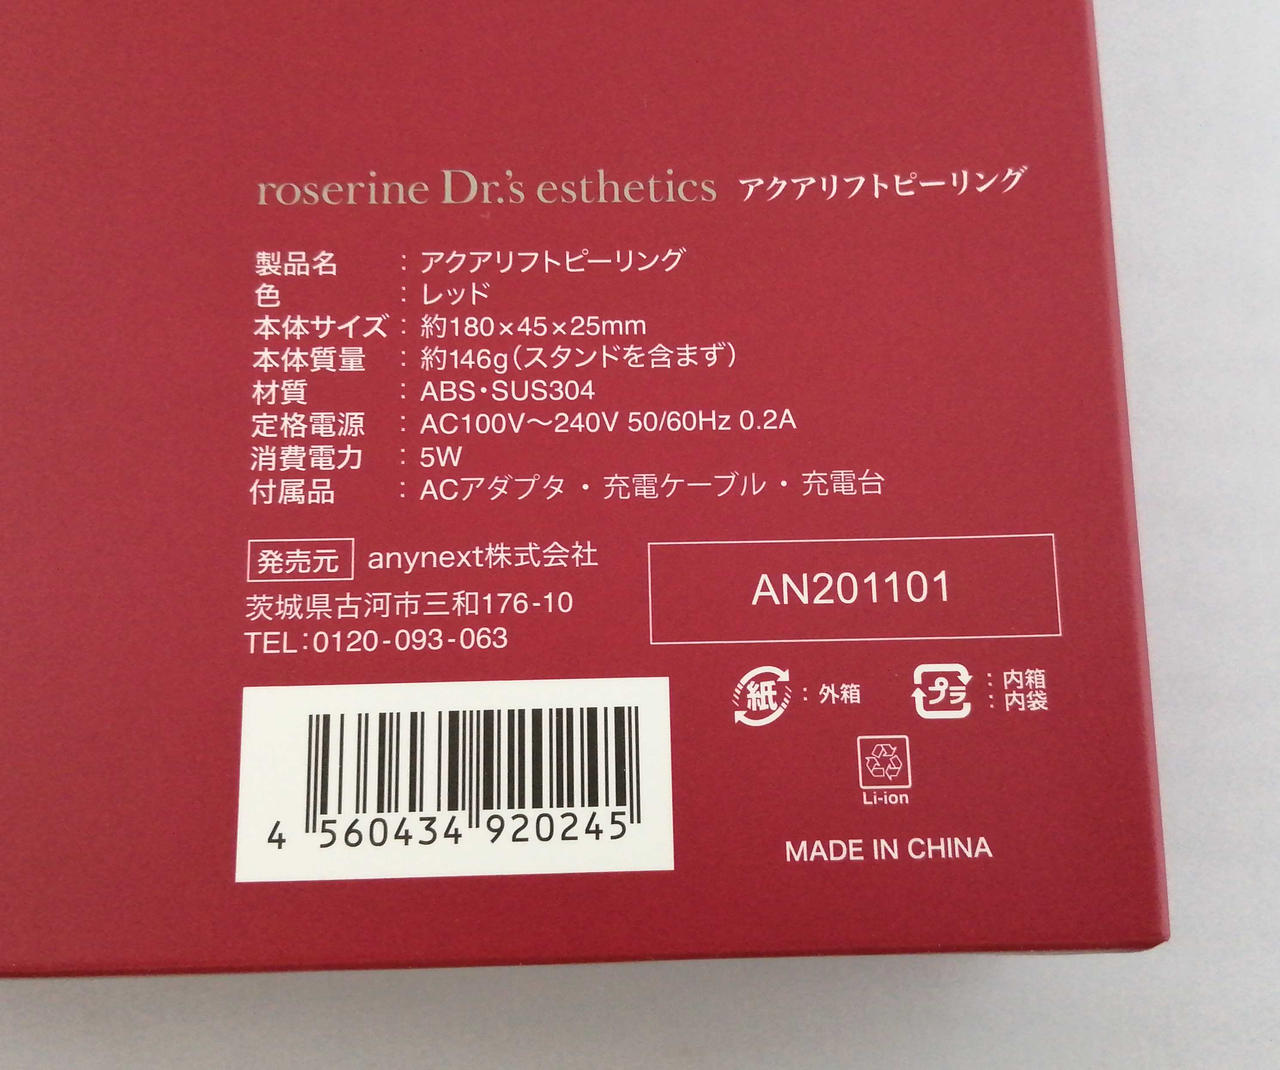 roserine Dr.'s esthetics アクアリフトピーリング
製品名 : アクアリフトピーリング
色 : レッド
本体サイズ : 約180×45×25mm
本体質量 : 約146g(スタンドを含まず)
材質 : ABS・SUS304
定格電源 : AC100V〜240V 50/60Hz 0.2A
消費電力 : 5W
付属品 : ACアダプタ ・ 充電ケーブル ・ 充電台
発売元 anynext株式会社
茨城県古河市三和176-10
TEL:0120-093-063
AN201101
紙 : 外箱
プラ : 内箱
: 内袋
Li-ion
4 560434 920245
MADE IN CHINA